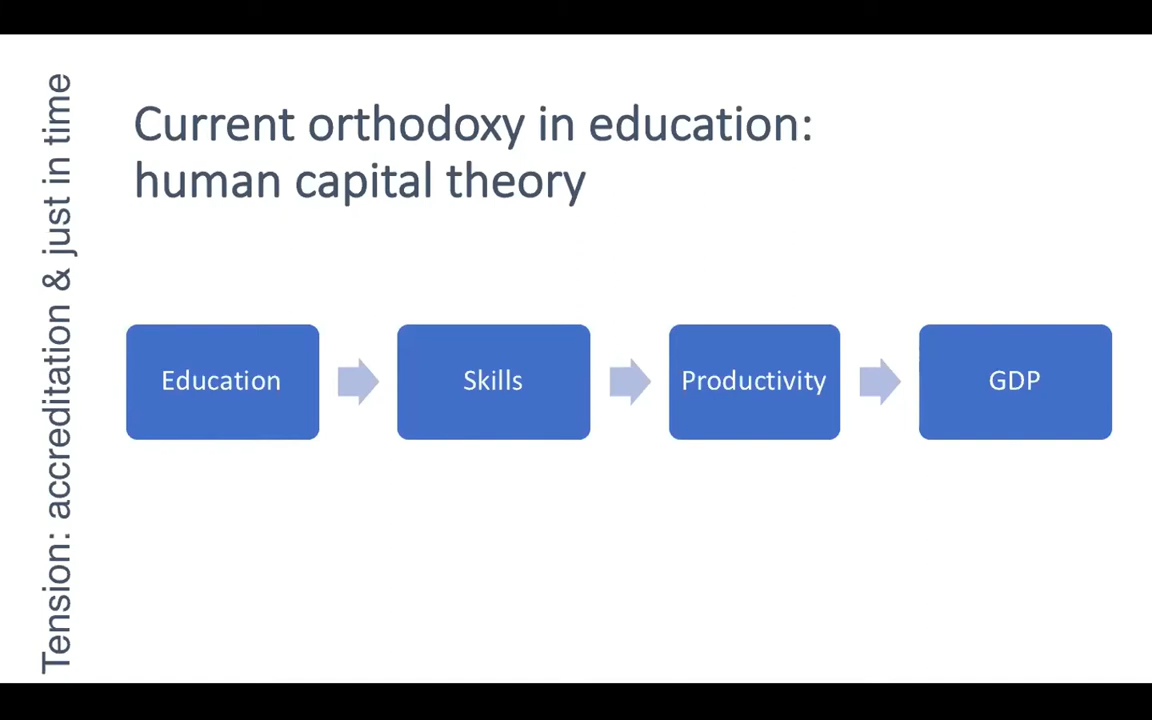 Tension: accreditation & just in time
Current orthodoxy in education:
human capital theory
Education
Skills
Productivity
GDP